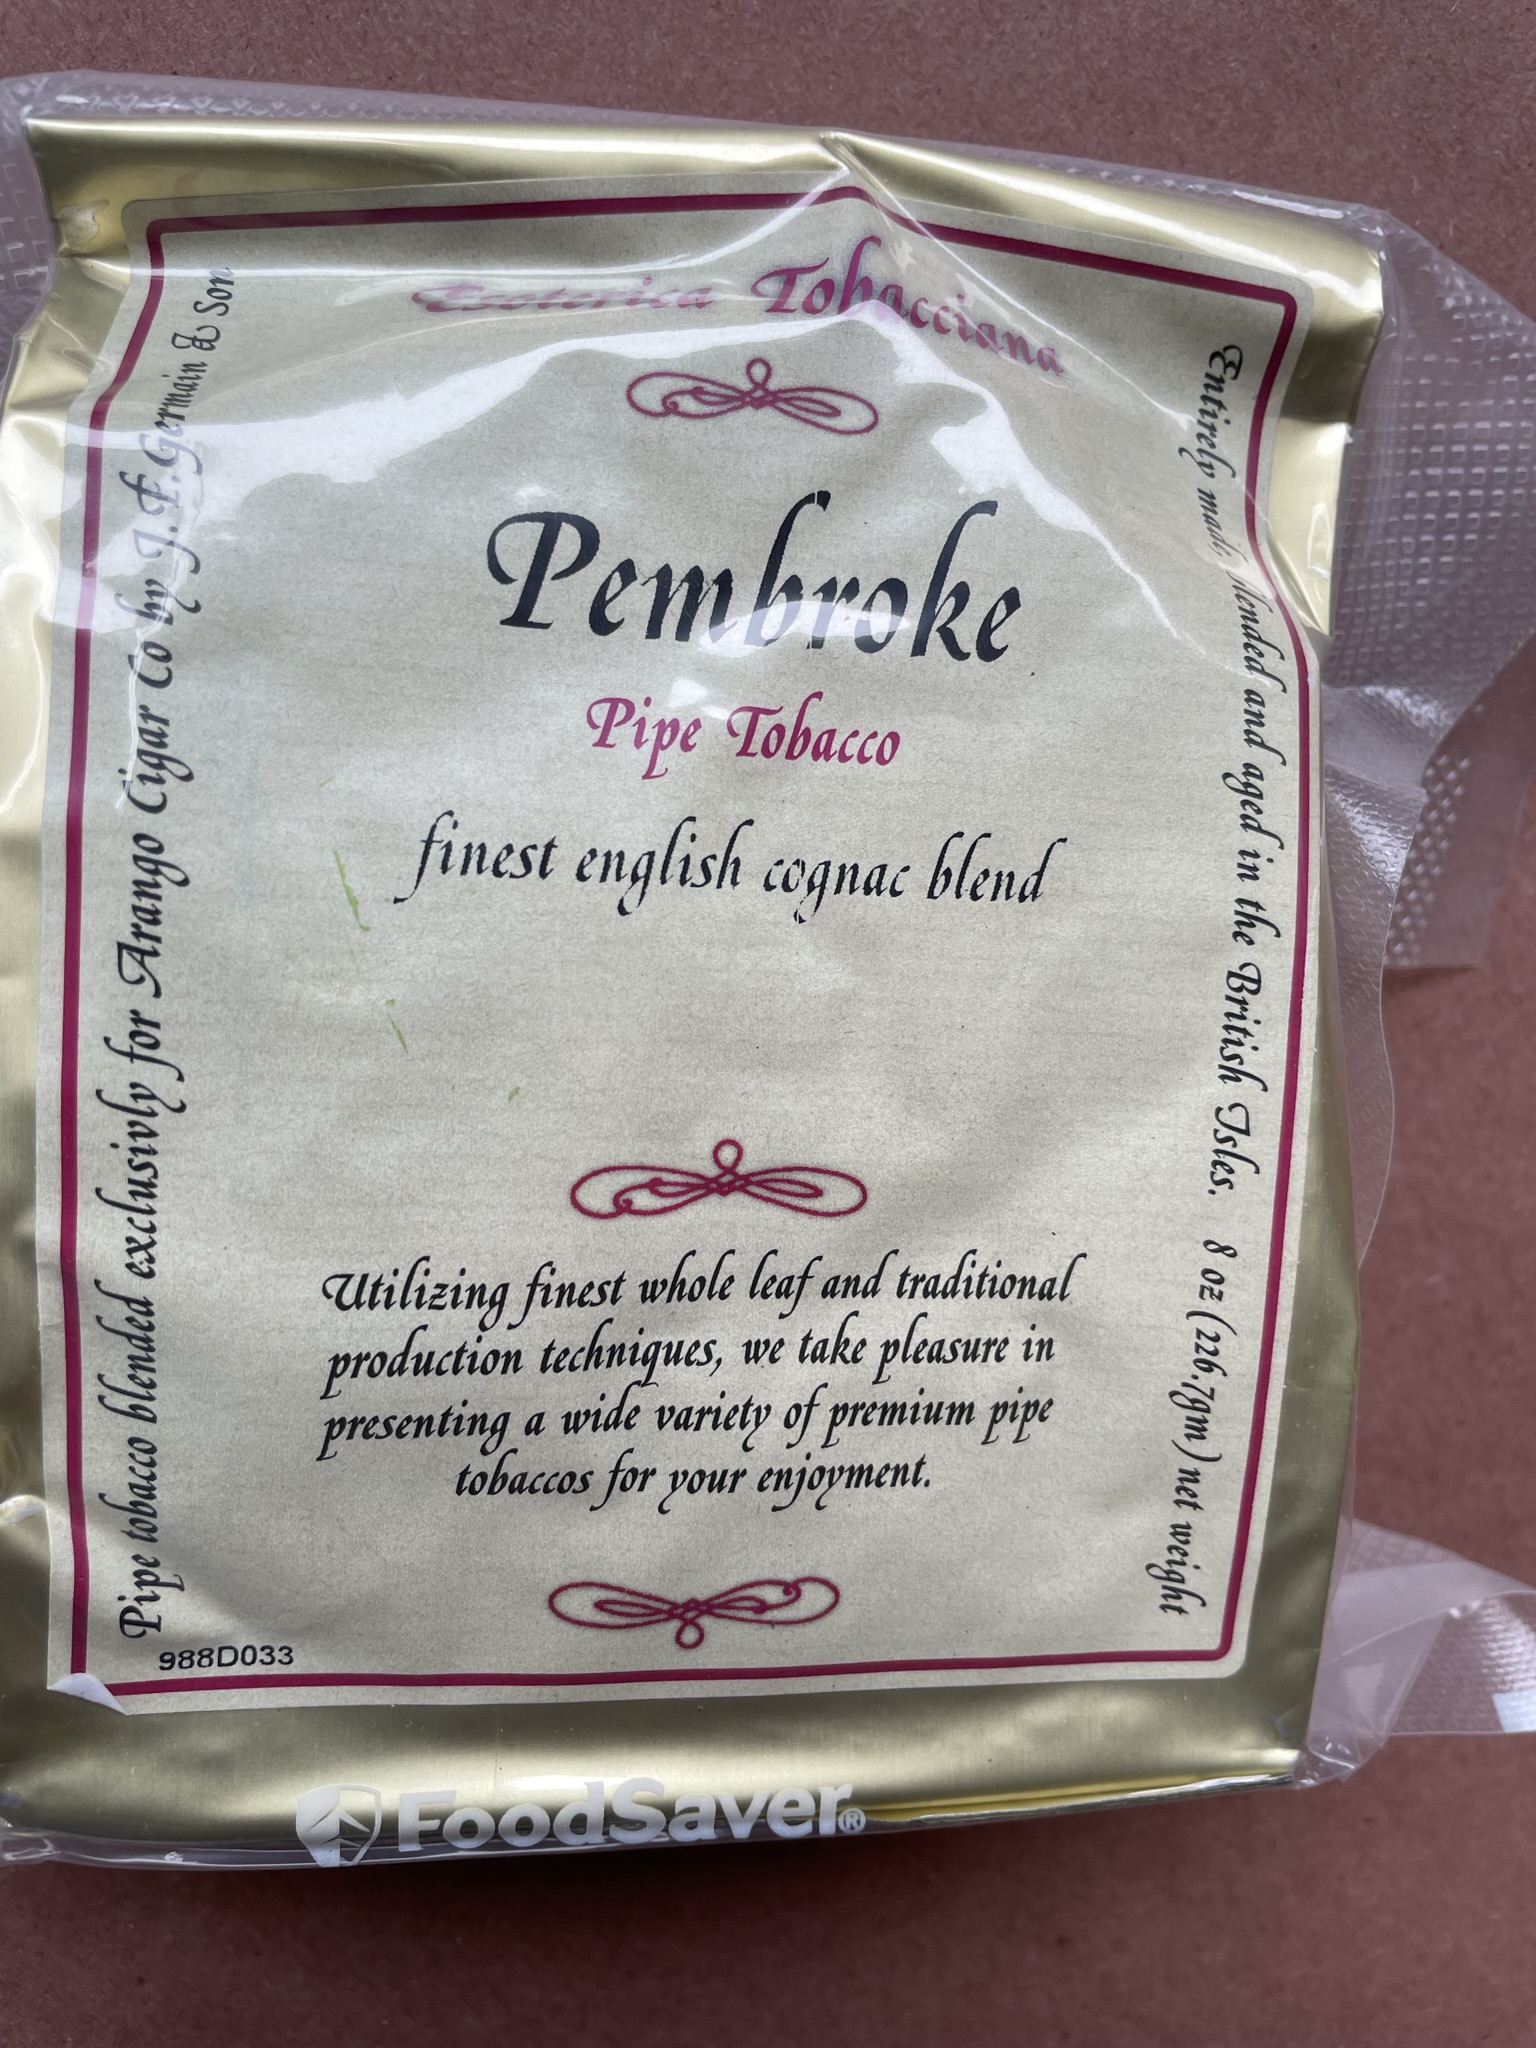 Esoterica Tobacciana
Pembroke
Pipe Tobacco
finest english cognac blend
Utilizing finest whole leaf and traditional
production techniques, we take pleasure in
presenting a wide variety of premium pipe
tobaccos for your enjoyment.
Pipe tobacco blended exclusivly for Arango Cigar Co by J.F. Germain & Son
Entirely made, blended and aged in the British Isles. 8 oz (226.7gm) net weight
988D033
FoodSaver®